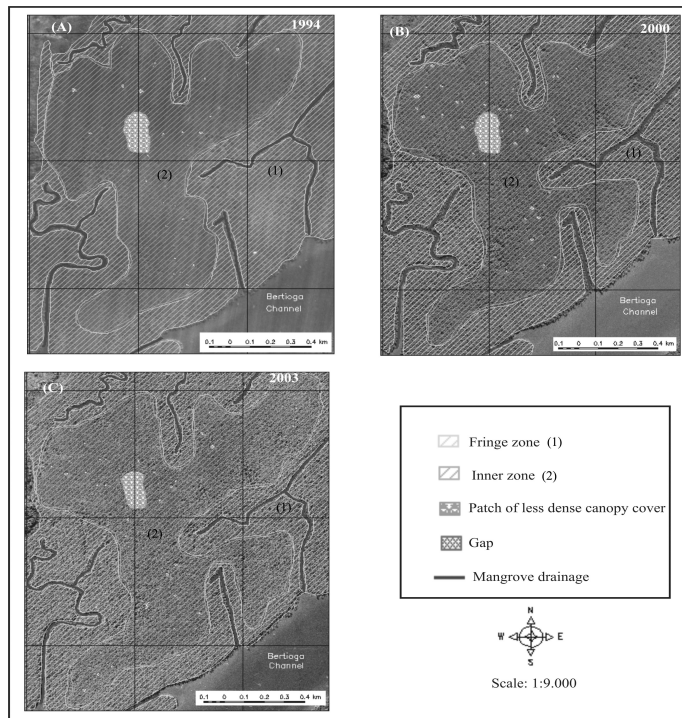 (A)
1994
(2)
(1)
Bertioga
Channel
0.1 0 0.1 0.2 0.3 0.4 km
(B)
2000
(1)
(2)
Bertioga
Channel
0.1 0 0.1 0.2 0.3 0.4 km
(C)
2003
(1)
(2)
Bertioga
Channel
0.1 0 0.1 0.2 0.3 0.4 km
Fringe zone (1)
Inner zone (2)
Patch of less dense canopy cover
Gap
Mangrove drainage
N
W E
S
Scale: 1:9.000